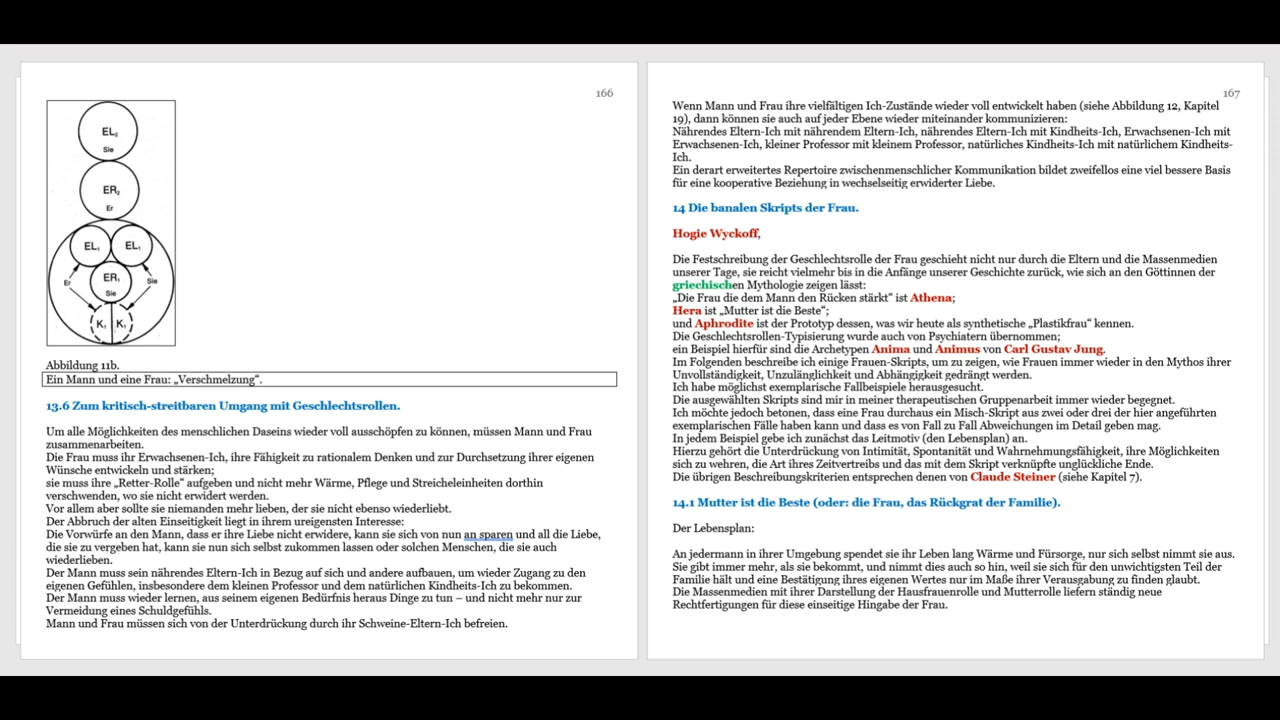 166
EL₂
Sie
ER₂
Er
EL₁ EL₁
ER₁
Er Sie Sie
K₁ K₁
Abbildung 11b.
Ein Mann und eine Frau: „Verschmelzung“.
13.6 Zum kritisch-streitbaren Umgang mit Geschlechtsrollen.
Um alle Möglichkeiten des menschlichen Daseins wieder voll ausschöpfen zu können, müssen Mann und Frau
zusammenarbeiten.
Die Frau muss ihr Erwachsenen-Ich, ihre Fähigkeit zu rationalem Denken und zur Durchsetzung ihrer eigenen
Wünsche entwickeln und stärken;
sie muss ihre „Retter-Rolle“ aufgeben und nicht mehr Wärme, Pflege und Streicheleinheiten dorthin
verschwenden, wo sie nicht erwidert werden.
Vor allem aber sollte sie niemanden mehr lieben, der sie nicht ebenso wiederliebt.
Der Abbruch der alten Einseitigkeit liegt in ihrem ureigensten Interesse:
Die Vorwürfe an den Mann, dass er ihre Liebe nicht erwidere, kann sie sich von nun an sparen und all die Liebe,
die sie zu vergeben hat, kann sie nun sich selbst zukommen lassen oder solchen Menschen, die sie auch
wiederlieben.
Der Mann muss sein nährendes Eltern-Ich in Bezug auf sich und andere aufbauen, um wieder Zugang zu den
eigenen Gefühlen, insbesondere dem kleinen Professor und dem natürlichen Kindheits-Ich zu bekommen.
Der Mann muss wieder lernen, aus seinem eigenen Bedürfnis heraus Dinge zu tun – und nicht mehr nur zur
Vermeidung eines Schuldgefühls.
Mann und Frau müssen sich von der Unterdrückung durch ihr Schweine-Eltern-Ich befreien.
167
Wenn Mann und Frau ihre vielfältigen Ich-Zustände wieder voll entwickelt haben (siehe Abbildung 12, Kapitel
19), dann können sie auch auf jeder Ebene wieder miteinander kommunizieren:
Nährendes Eltern-Ich mit nährendem Eltern-Ich, nährendes Eltern-Ich mit Kindheits-Ich, Erwachsenen-Ich mit
Erwachsenen-Ich, kleiner Professor mit kleinem Professor, natürliches Kindheits-Ich mit natürlichem Kindheits-
Ich.
Ein derart erweitertes Repertoire zwischenmenschlicher Kommunikation bildet zweifellos eine viel bessere Basis
für eine kooperative Beziehung in wechselseitig erwiderter Liebe.
14 Die banalen Skripts der Frau.
Hogie Wyckoff,
Die Festschreibung der Geschlechtsrolle der Frau geschieht nicht nur durch die Eltern und die Massenmedien
unserer Tage, sie reicht vielmehr bis in die Anfänge unserer Geschichte zurück, wie sich an den Göttinnen der
griechischen Mythologie zeigen lässt:
„Die Frau die dem Mann den Rücken stärkt“ ist Athena;
Hera ist „Mutter ist die Beste“;
und Aphrodite ist der Prototyp dessen, was wir heute als synthetische „Plastikfrau“ kennen.
Die Geschlechtsrollen-Typisierung wurde auch von Psychiatern übernommen;
ein Beispiel hierfür sind die Archetypen Anima und Animus von Carl Gustav Jung.
Im Folgenden beschreibe ich einige Frauen-Skripts, um zu zeigen, wie Frauen immer wieder in den Mythos ihrer
Unvollständigkeit, Unzulänglichkeit und Abhängigkeit gedrängt werden.
Ich habe möglichst exemplarische Fallbeispiele herausgesucht.
Die ausgewählten Skripts sind mir in meiner therapeutischen Gruppenarbeit immer wieder begegnet.
Ich möchte jedoch betonen, dass eine Frau durchaus ein Misch-Skript aus zwei oder drei der hier angeführten
exemplarischen Fälle haben kann und dass es von Fall zu Fall Abweichungen im Detail geben mag.
In jedem Beispiel gebe ich zunächst das Leitmotiv (den Lebensplan) an.
Hierzu gehört die Unterdrückung von Intimität, Spontanität und Wahrnehmungsfähigkeit, ihre Möglichkeiten
sich zu wehren, die Art ihres Zeitvertreibs und das mit dem Skript verknüpfte unglückliche Ende.
Die übrigen Beschreibungskriterien entsprechen denen von Claude Steiner (siehe Kapitel 7).
14.1 Mutter ist die Beste (oder: die Frau, das Rückgrat der Familie).
Der Lebensplan:
An jedermann in ihrer Umgebung spendet sie ihr Leben lang Wärme und Fürsorge, nur sich selbst nimmt sie aus.
Sie gibt immer mehr, als sie bekommt, und nimmt dies auch so hin, weil sie sich für den unwichtigsten Teil der
Familie hält und eine Bestätigung ihres eigenen Wertes nur im Maße ihrer Verausgabung zu finden glaubt.
Die Massenmedien mit ihrer Darstellung der Hausfrauenrolle und Mutterrolle liefern ständig neue
Rechtfertigungen für diese einseitige Hingabe der Frau.